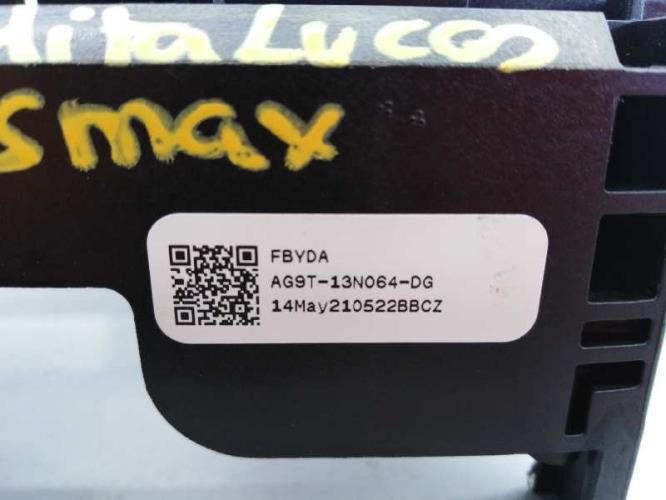 Lucas
smax
FBYDA
AG9T-13N064-DG
14May210522BBCZ